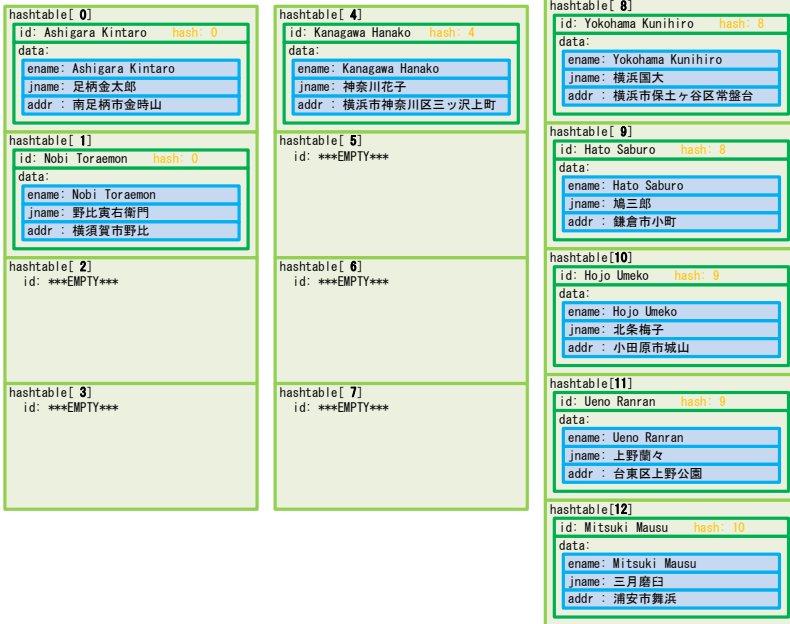 hashtable[ 0]
id: Ashigara Kintaro hash: 0
data:
ename: Ashigara Kintaro
jname: 足柄金太郎
addr : 南足柄市金時山
hashtable[ 1]
id: Nobi Toraemon hash: 0
data:
ename: Nobi Toraemon
jname: 野比寅右衛門
addr : 横須賀市野比
hashtable[ 2]
id: ***EMPTY***
hashtable[ 3]
id: ***EMPTY***
hashtable[ 4]
id: Kanagawa Hanako hash: 4
data:
ename: Kanagawa Hanako
jname: 神奈川花子
addr : 横浜市神奈川区三ッ沢上町
hashtable[ 5]
id: ***EMPTY***
hashtable[ 6]
id: ***EMPTY***
hashtable[ 7]
id: ***EMPTY***
hashtable[ 8]
id: Yokohama Kunihiro hash: 8
data:
ename: Yokohama Kunihiro
jname: 横浜国大
addr : 横浜市保土ヶ谷区常盤台
hashtable[ 9]
id: Hato Saburo hash: 8
data:
ename: Hato Saburo
jname: 鳩三郎
addr : 鎌倉市小町
hashtable[10]
id: Hojo Umeko hash: 9
data:
ename: Hojo Umeko
jname: 北条梅子
addr : 小田原市城山
hashtable[11]
id: Ueno Ranran hash: 9
data:
ename: Ueno Ranran
jname: 上野蘭々
addr : 台東区上野公園
hashtable[12]
id: Mitsuki Mausu hash: 10
data:
ename: Mitsuki Mausu
jname: 三月磨臼
addr : 浦安市舞浜